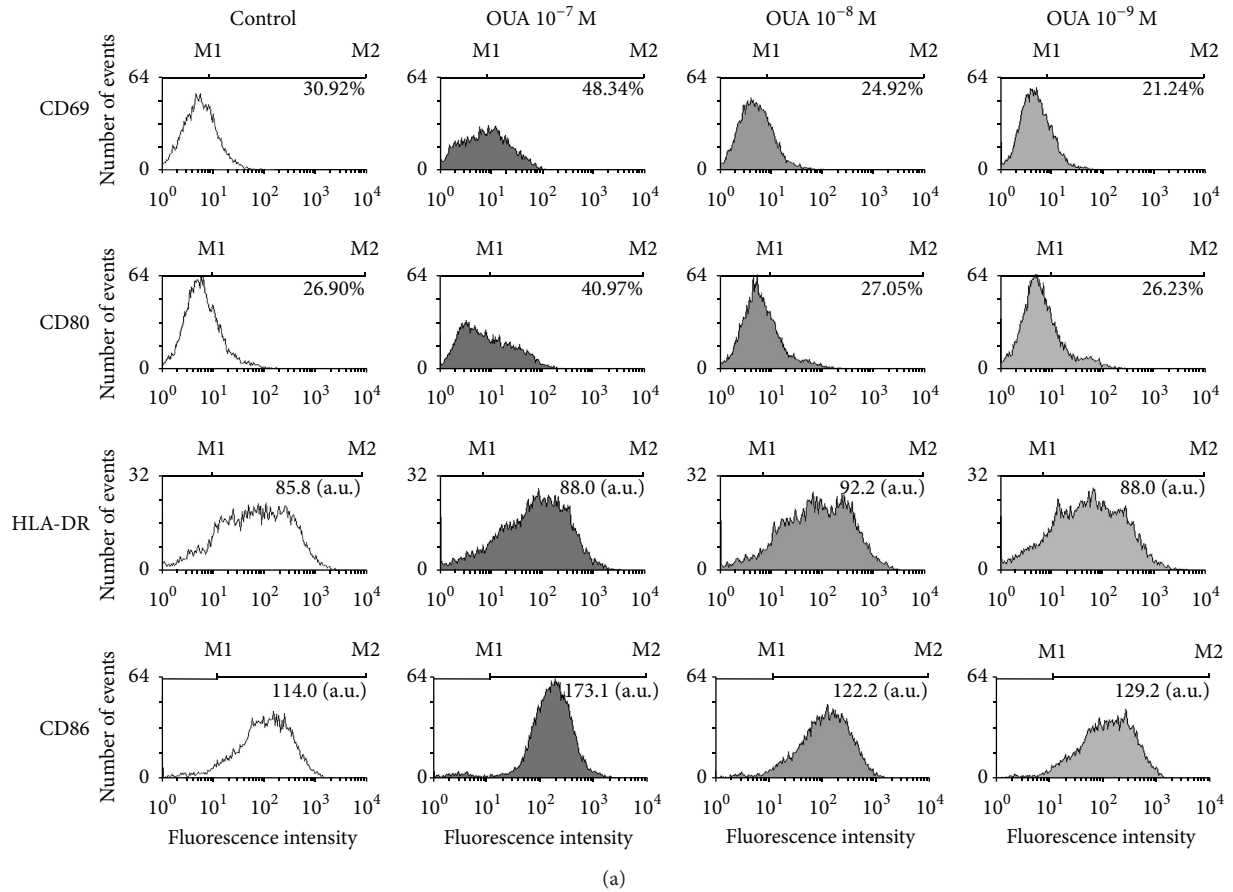 Control OUA 10⁻⁷ M OUA 10⁻⁸ M OUA 10⁻⁹ M
M1 M2 M1 M2 M1 M2 M1 M2
CD69 Number of events 64 0 30.92% 48.34% 24.92% 21.24%
10⁰ 10¹ 10² 10³ 10⁴ 10⁰ 10¹ 10² 10³ 10⁴ 10⁰ 10¹ 10² 10³ 10⁴ 10⁰ 10¹ 10² 10³ 10⁴
M1 M2 M1 M2 M1 M2 M1 M2
CD80 Number of events 64 0 26.90% 64 0 40.97% 64 0 27.05% 64 0 26.23%
10⁰ 10¹ 10² 10³ 10⁴ 10⁰ 10¹ 10² 10³ 10⁴ 10⁰ 10¹ 10² 10³ 10⁴ 10⁰ 10¹ 10² 10³ 10⁴
M1 M2 M1 M2 M1 M2 M1 M2
HLA-DR Number of events 32 0 85.8 (a.u.) 32 0 88.0 (a.u.) 32 0 92.2 (a.u.) 32 0 88.0 (a.u.)
10⁰ 10¹ 10² 10³ 10⁴ 10⁰ 10¹ 10² 10³ 10⁴ 10⁰ 10¹ 10² 10³ 10⁴ 10⁰ 10¹ 10² 10³ 10⁴
M1 M2 M1 M2 M1 M2 M1 M2
CD86 Number of events 64 0 114.0 (a.u.) 64 0 173.1 (a.u.) 64 0 122.2 (a.u.) 64 0 129.2 (a.u.)
10⁰ 10¹ 10² 10³ 10⁴ 10⁰ 10¹ 10² 10³ 10⁴ 10⁰ 10¹ 10² 10³ 10⁴ 10⁰ 10¹ 10² 10³ 10⁴
Fluorescence intensity Fluorescence intensity Fluorescence intensity Fluorescence intensity
(a)